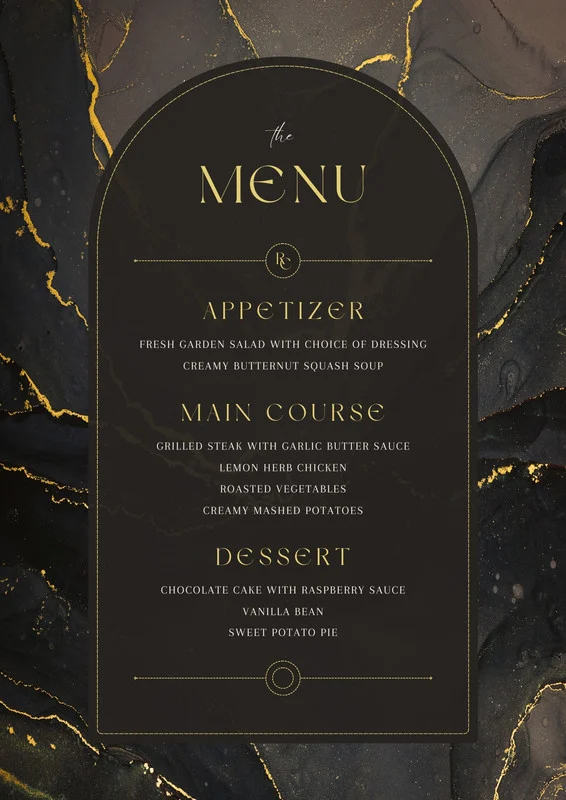 the
MENU
RC
APPETIZER
FRESH GARDEN SALAD WITH CHOICE OF DRESSING
CREAMY BUTTERNUT SQUASH SOUP
MAIN COURSE
GRILLED STEAK WITH GARLIC BUTTER SAUCE
LEMON HERB CHICKEN
ROASTED VEGETABLES
CREAMY MASHED POTATOES
DESSERT
CHOCOLATE CAKE WITH RASPBERRY SAUCE
VANILLA BEAN
SWEET POTATO PIE